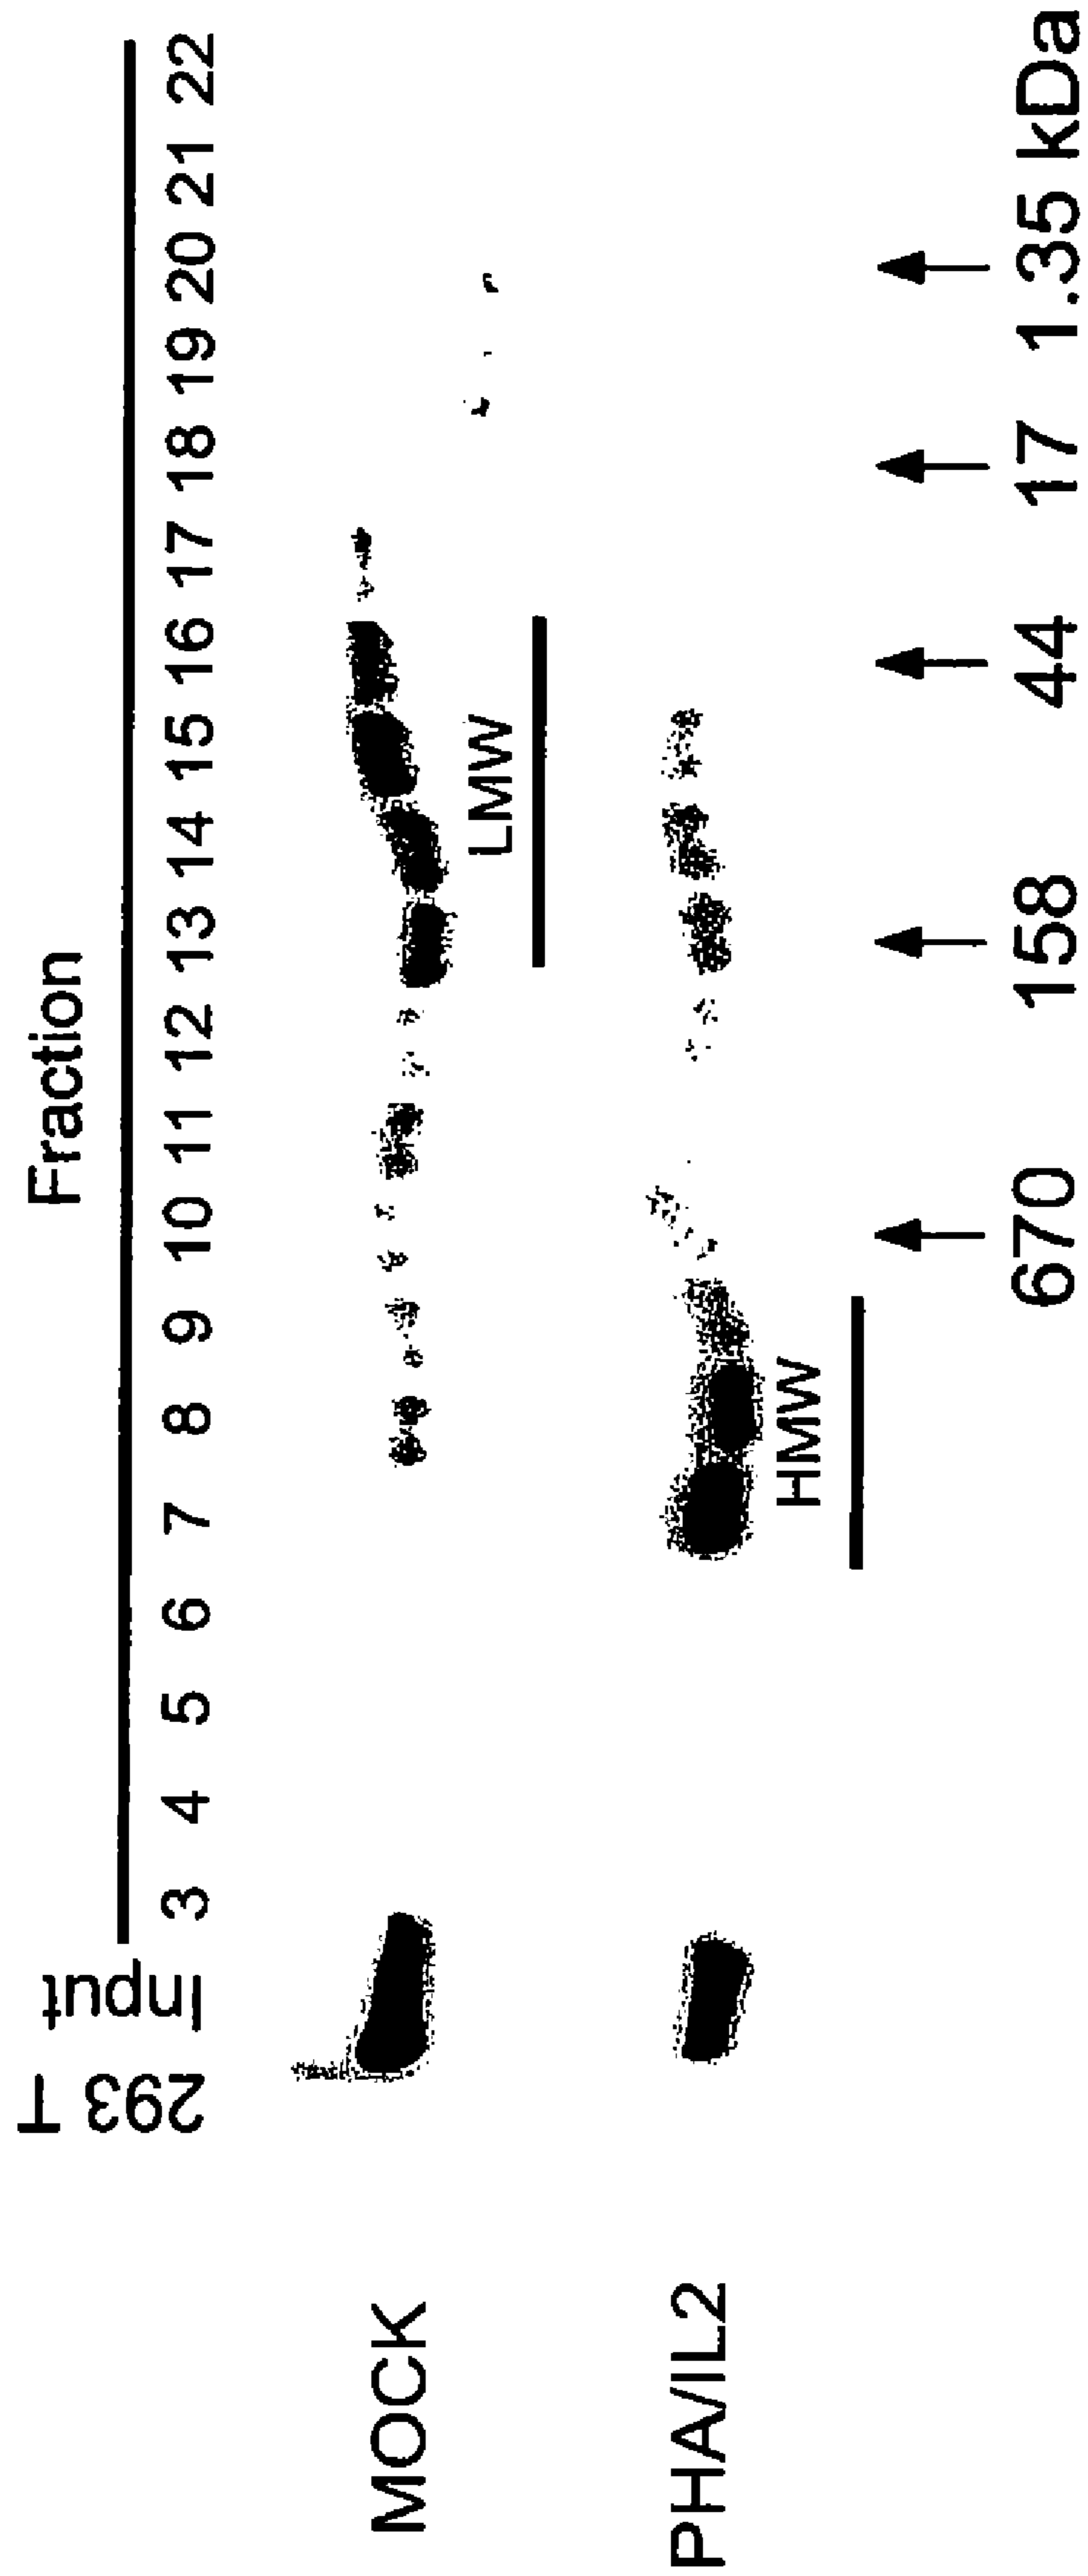 Fraction
293 T Input 3 4 5 6 7 8 9 10 11 12 13 14 15 16 17 18 19 20 21 22
MOCK
LMW
PHA/IL2
HMW
670 158 44 17 1.35 kDa